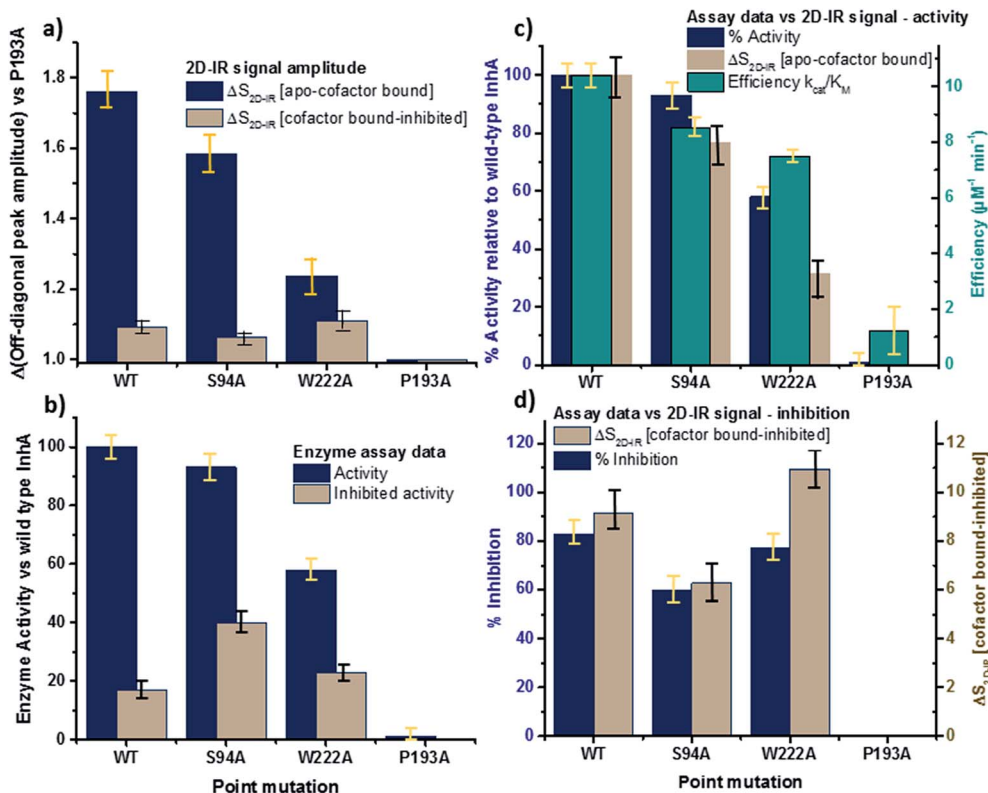 a)
Δ(Off-diagonal peak amplitude) vs P193A
1.8
1.6
1.4
1.2
1.0
2D-IR signal amplitude
ΔS2D-IR [apo-cofactor bound]
ΔS2D-IR [cofactor bound-inhibited]
WT S94A W222A P193A
b)
Enzyme Activity vs wild type InhA
100
80
60
40
20
0
Enzyme assay data
Activity
Inhibited activity
WT S94A W222A P193A
Point mutation
c)
Assay data vs 2D-IR signal - activity
% Activity
ΔS2D-IR [apo-cofactor bound]
Efficiency kcat/KM
% Activity relative to wild-type InhA
100
80
60
40
20
0
10
8
6
4
2
0
Efficiency (µM-1 min-1)
WT S94A W222A P193A
d)
Assay data vs 2D-IR signal - inhibition
ΔS2D-IR [cofactor bound-inhibited]
% Inhibition
% Inhibition
120
100
80
60
40
20
0
12
10
8
6
4
2
0
ΔS2D-IR [cofactor bound-inhibited]
WT S94A W222A P193A
Point mutation